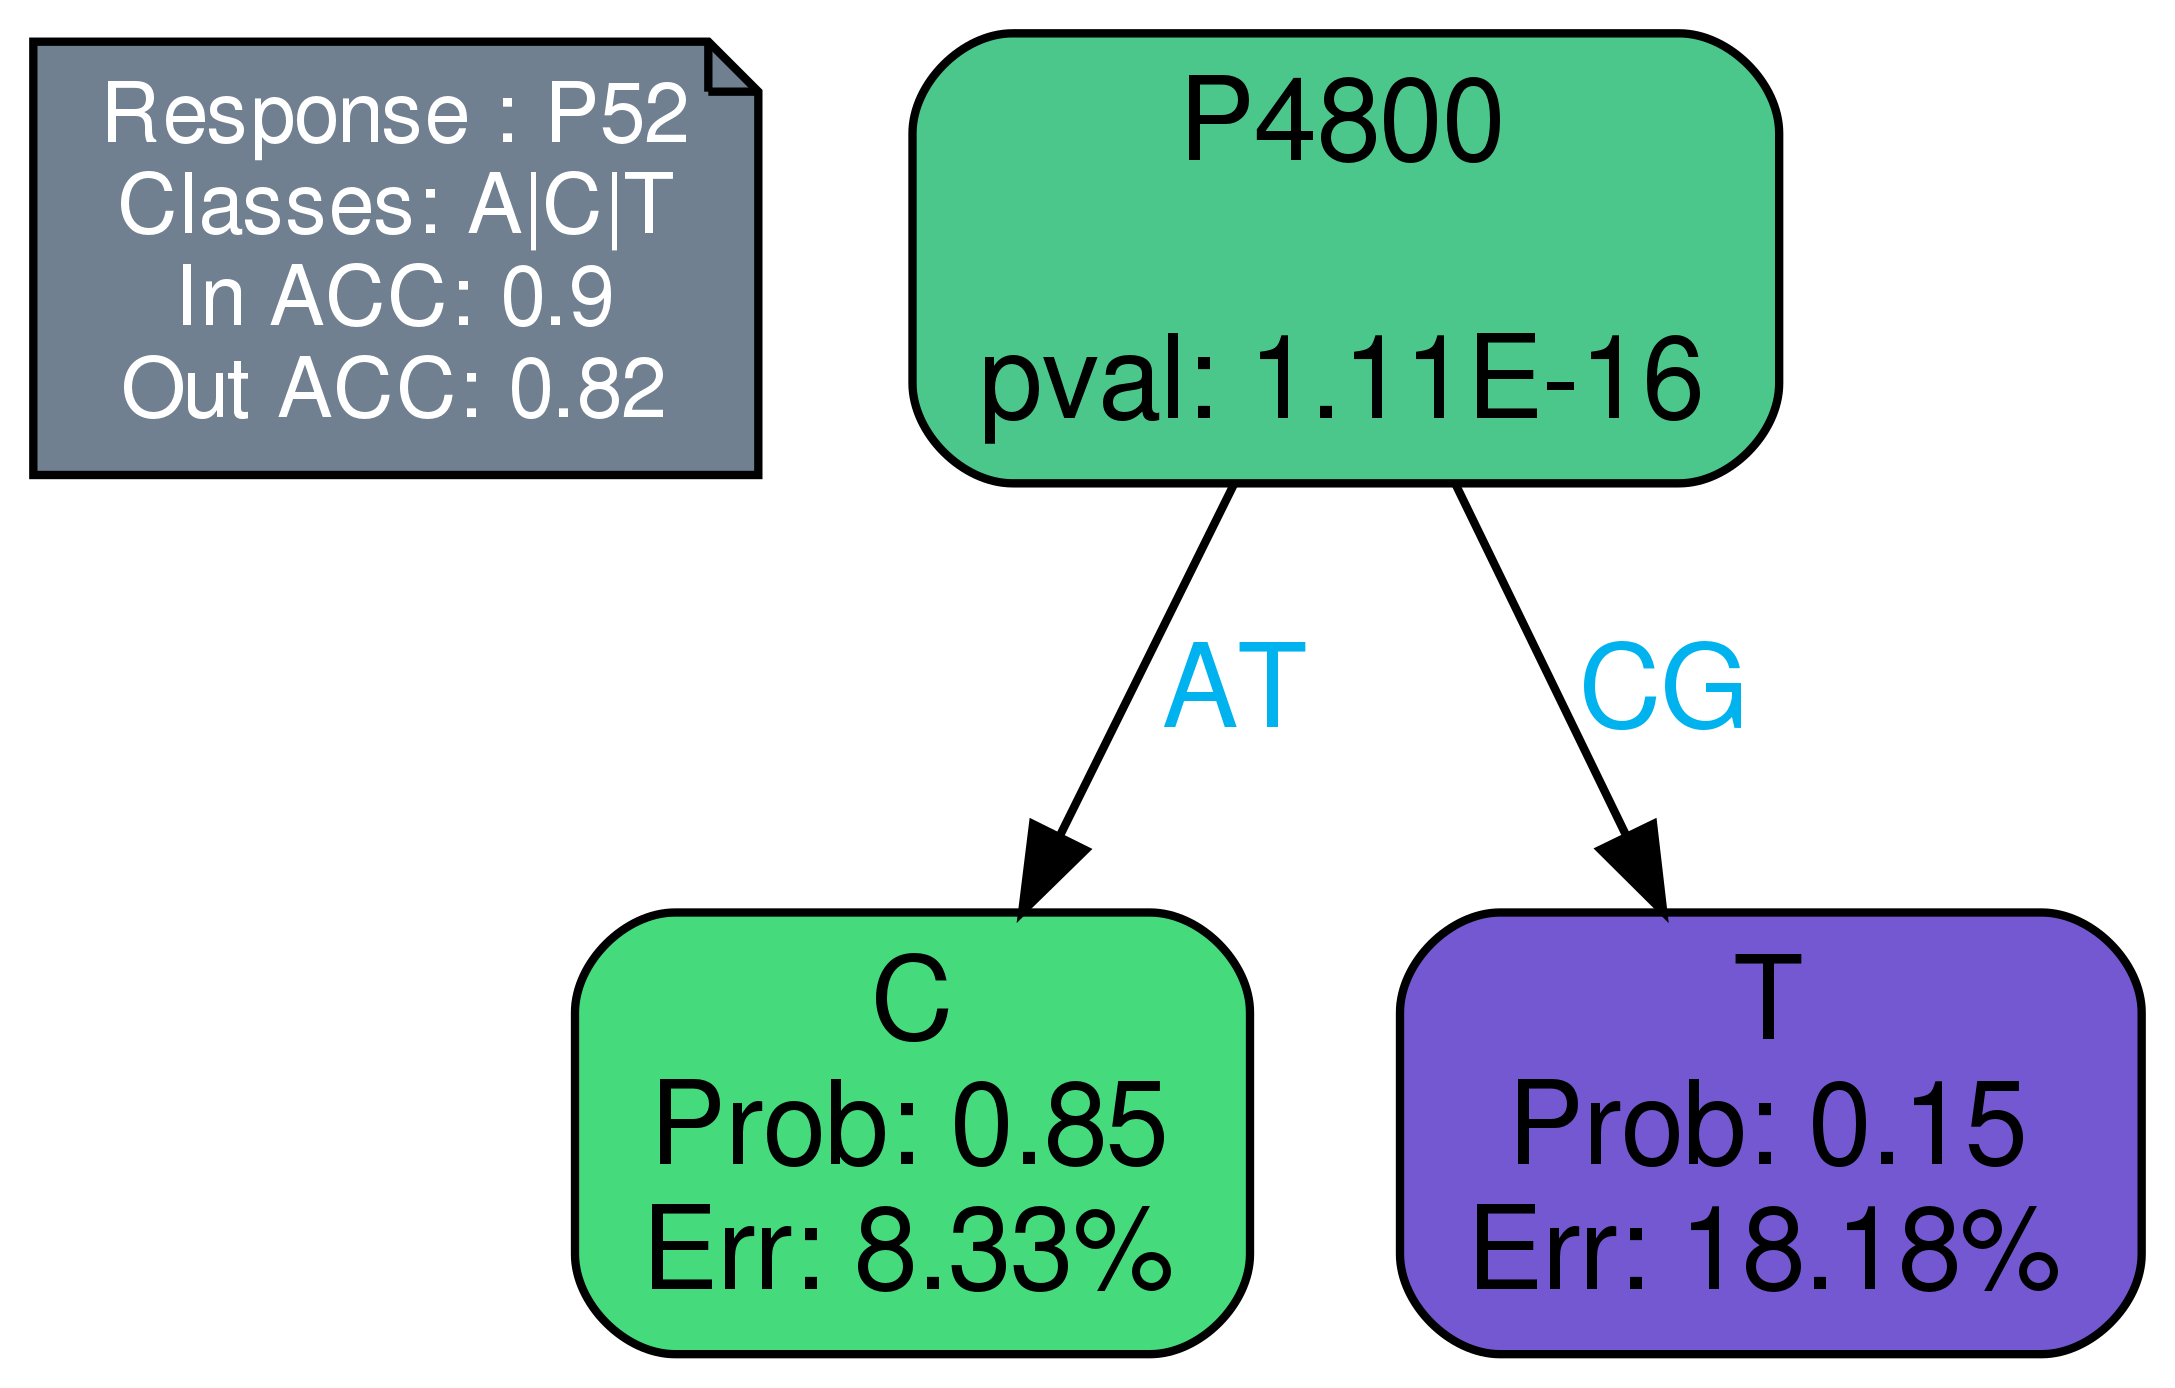 Response : P52
Classes: A|C|T
In ACC: 0.9
Out ACC: 0.82
P4800
pval: 1.11E-16
AT
CG
C
Prob: 0.85
Err: 8.33%
T
Prob: 0.15
Err: 18.18%